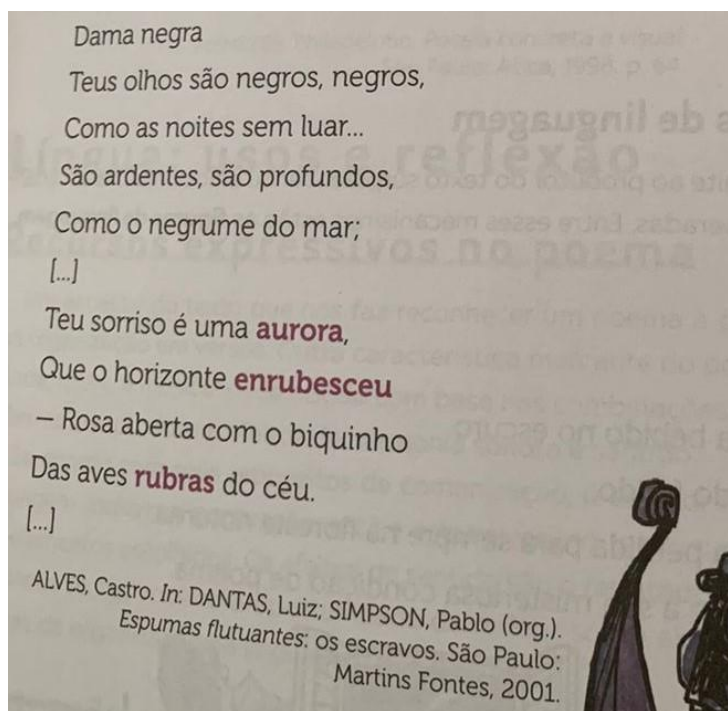 Dama negra
Teus olhos são negros, negros,
Como as noites sem luar...
São ardentes, são profundos,
Como o negrume do mar;
[...]
Teu sorriso é uma aurora,
Que o horizonte enrubesceu
– Rosa aberta com o biquinho
Das aves rubras do céu.
[...]
ALVES, Castro. In: DANTAS, Luiz; SIMPSON, Pablo (org.).
Espumas flutuantes: os escravos. São Paulo:
Martins Fontes, 2001.